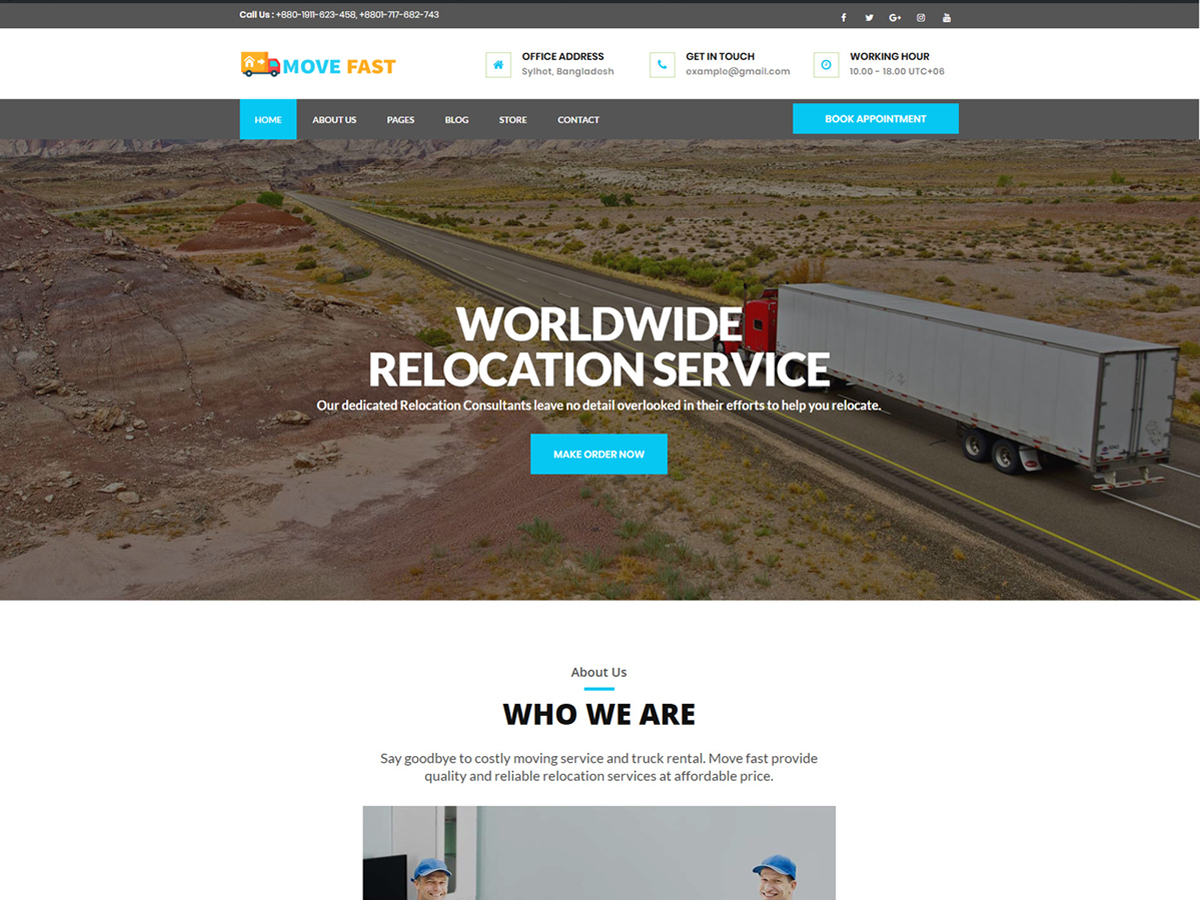 Call Us : +880-1911-623-458, +8801-717-682-743
MOVE FAST
OFFICE ADDRESS
Sylhot, Bangladosh
GET IN TOUCH
oxamplo@gmail.com
WORKING HOUR
10.00 - 18.00 UTC+06
HOME
ABOUT US
PAGES
BLOG
STORE
CONTACT
BOOK APPOINTMENT
WORLDWIDE
RELOCATION SERVICE
Our dedicated Relocation Consultants leave no detail overlooked in their efforts to help you relocate.
MAKE ORDER NOW
About Us
WHO WE ARE
Say goodbye to costly moving service and truck rental. Move fast provide
quality and reliable relocation services at affordable price.